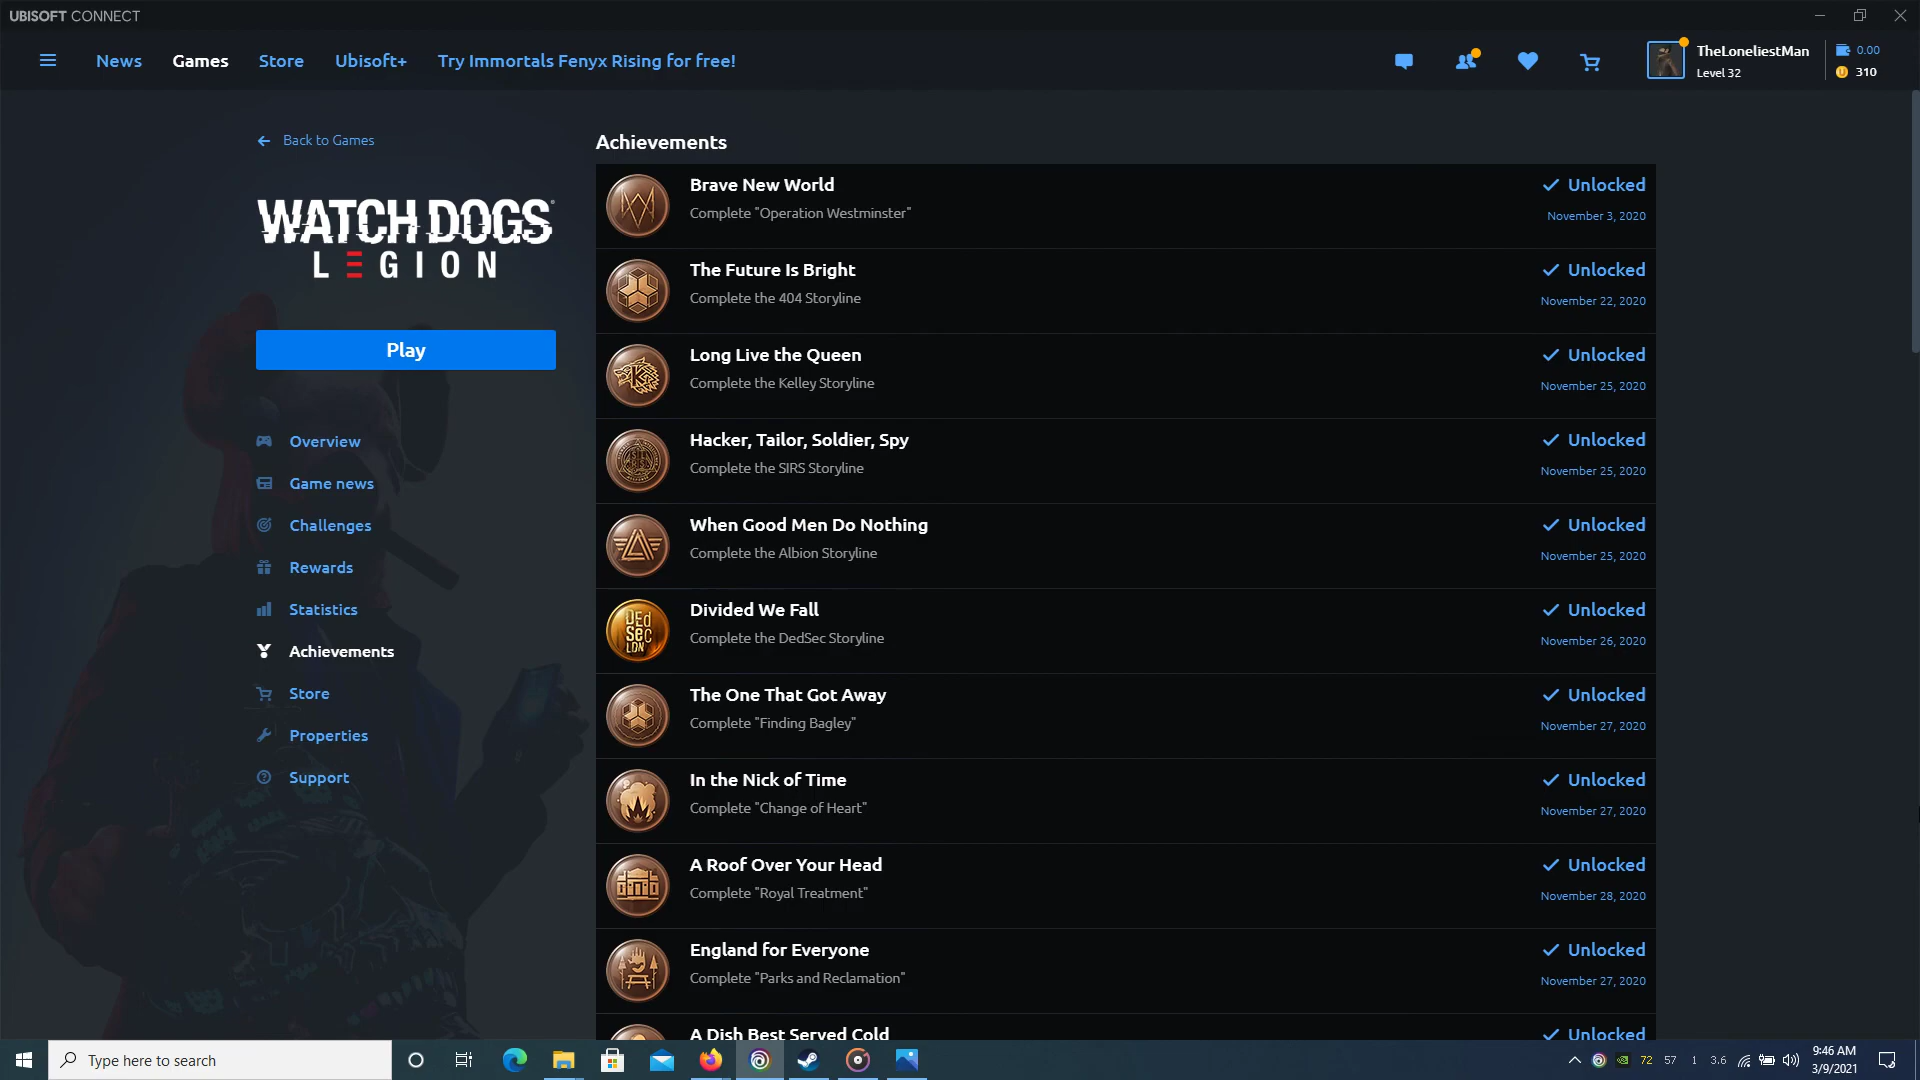 UBISOFT CONNECT
News
Games
Store
Ubisoft+
Try Immortals Fenyx Rising for free!
TheLoneliestMan
Level 32
0.00
310
Back to Games
WATCH DOGS
LEGION
Play
Overview
Game news
Challenges
Rewards
Statistics
Achievements
Store
Properties
Support
Achievements
Brave New World
Complete "Operation Westminster"
Unlocked
November 3, 2020
The Future Is Bright
Complete the 404 Storyline
Unlocked
November 22, 2020
Long Live the Queen
Complete the Kelley Storyline
Unlocked
November 25, 2020
Hacker, Tailor, Soldier, Spy
Complete the SIRS Storyline
Unlocked
November 25, 2020
When Good Men Do Nothing
Complete the Albion Storyline
Unlocked
November 25, 2020
DEdSecLDN
Divided We Fall
Complete the DedSec Storyline
Unlocked
November 26, 2020
The One That Got Away
Complete "Finding Bagley"
Unlocked
November 27, 2020
In the Nick of Time
Complete "Change of Heart"
Unlocked
November 27, 2020
A Roof Over Your Head
Complete "Royal Treatment"
Unlocked
November 28, 2020
England for Everyone
Complete "Parks and Reclamation"
Unlocked
November 27, 2020
A Dish Best Served Cold
Unlocked
Type here to search
72
57
1
3.6
9:46 AM
3/9/2021